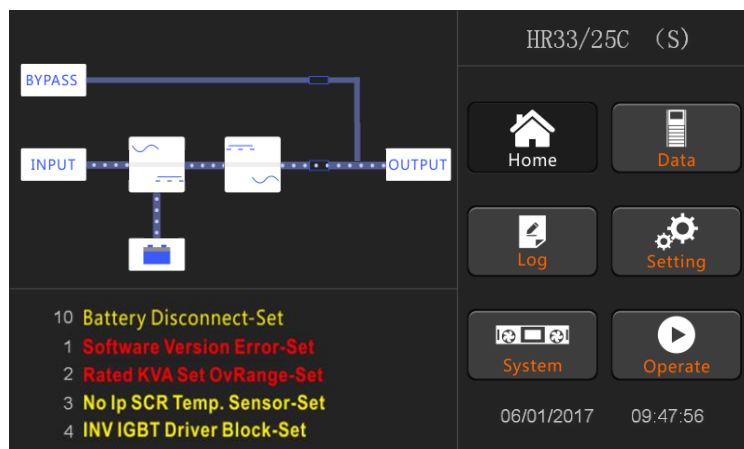 HR33/25C (S)
BYPASS
INPUT
OUTPUT
Home
Data
Log
Setting
System
Operate
10 Battery Disconnect-Set
1 Software Version Error-Set
2 Rated KVA Set OvRange-Set
3 No Ip SCR Temp. Sensor-Set
4 INV IGBT Driver Block-Set
06/01/2017 09:47:56